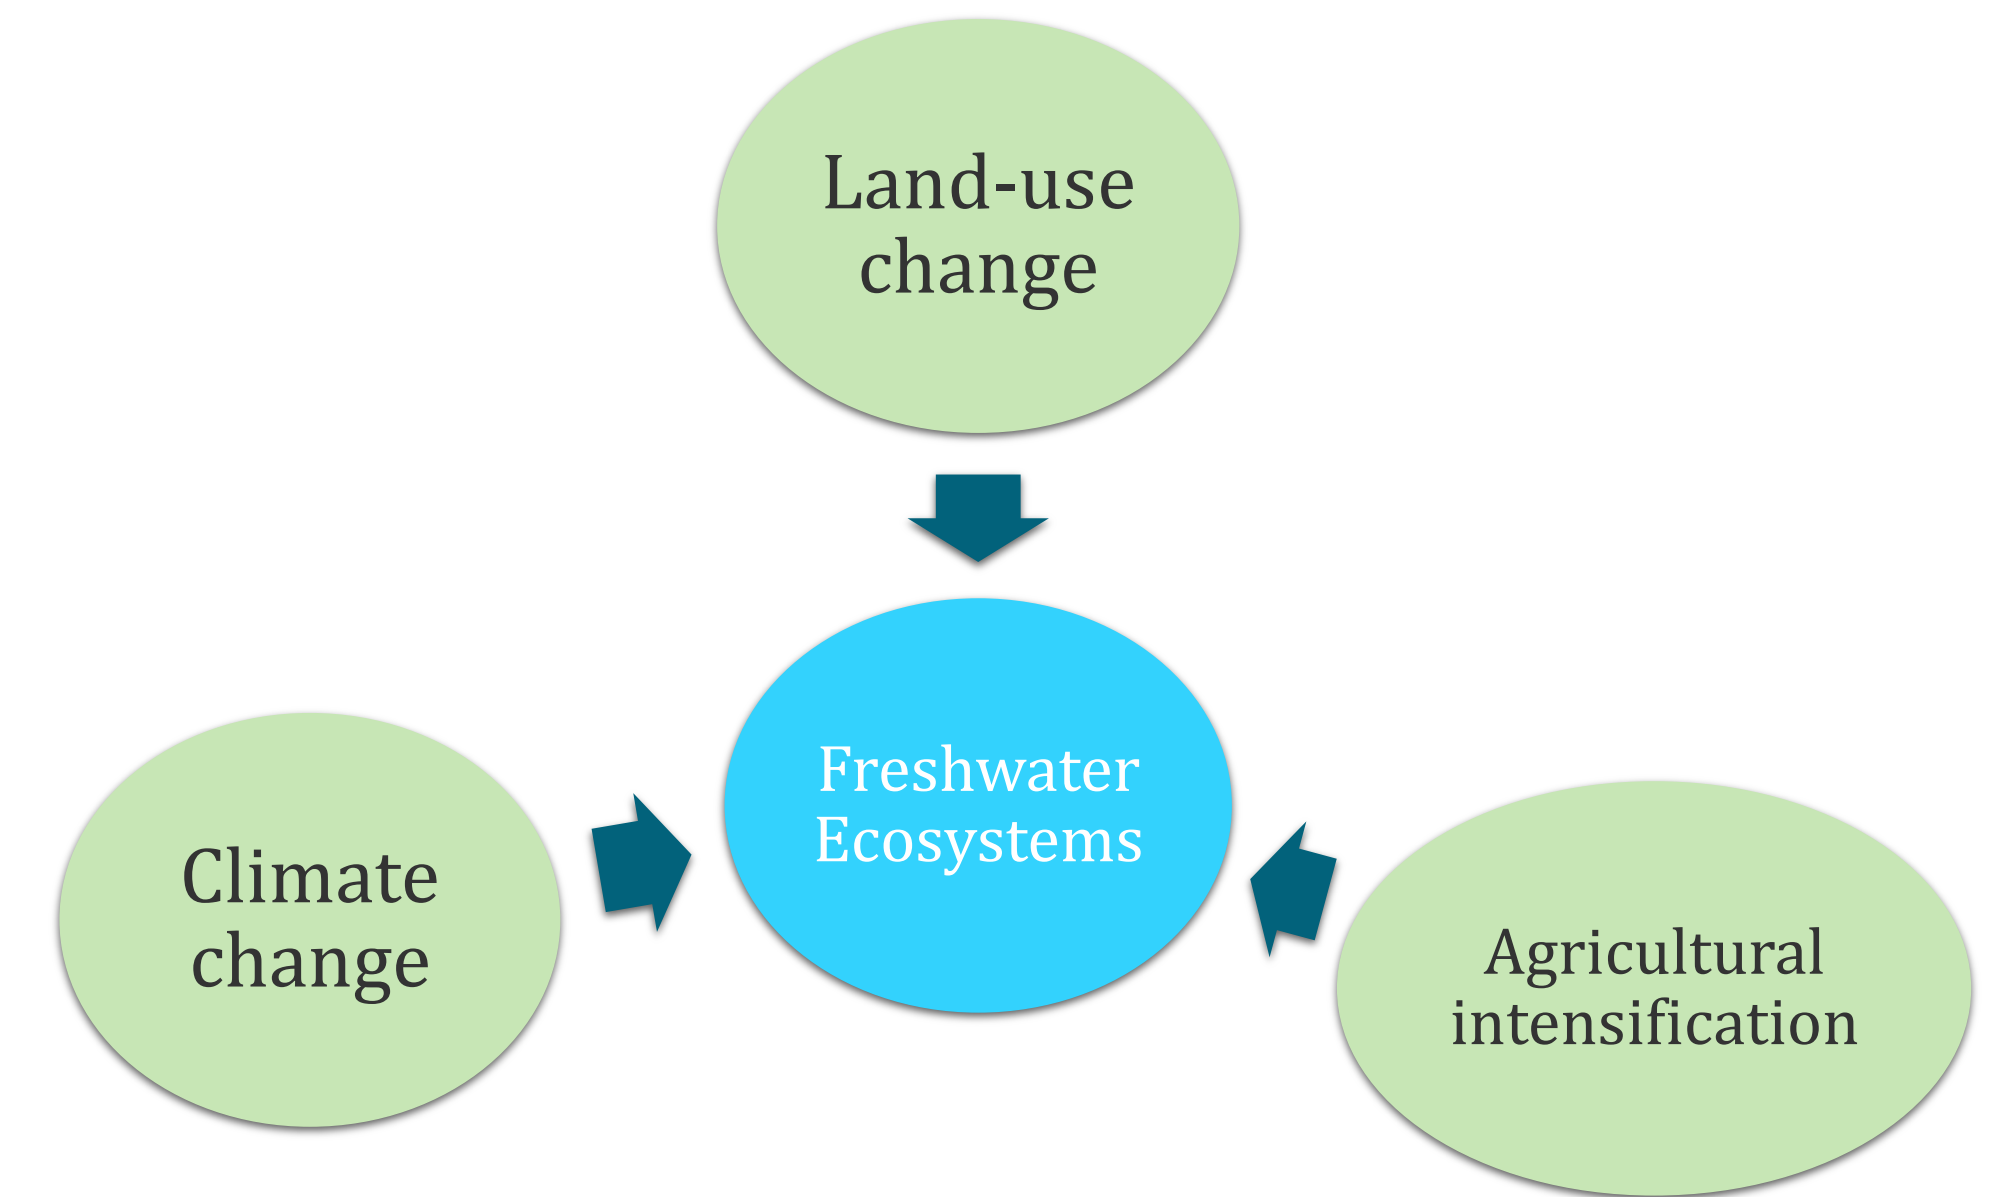 Land-use
change
Freshwater
Ecosystems
Climate
change
Agricultural
intensification